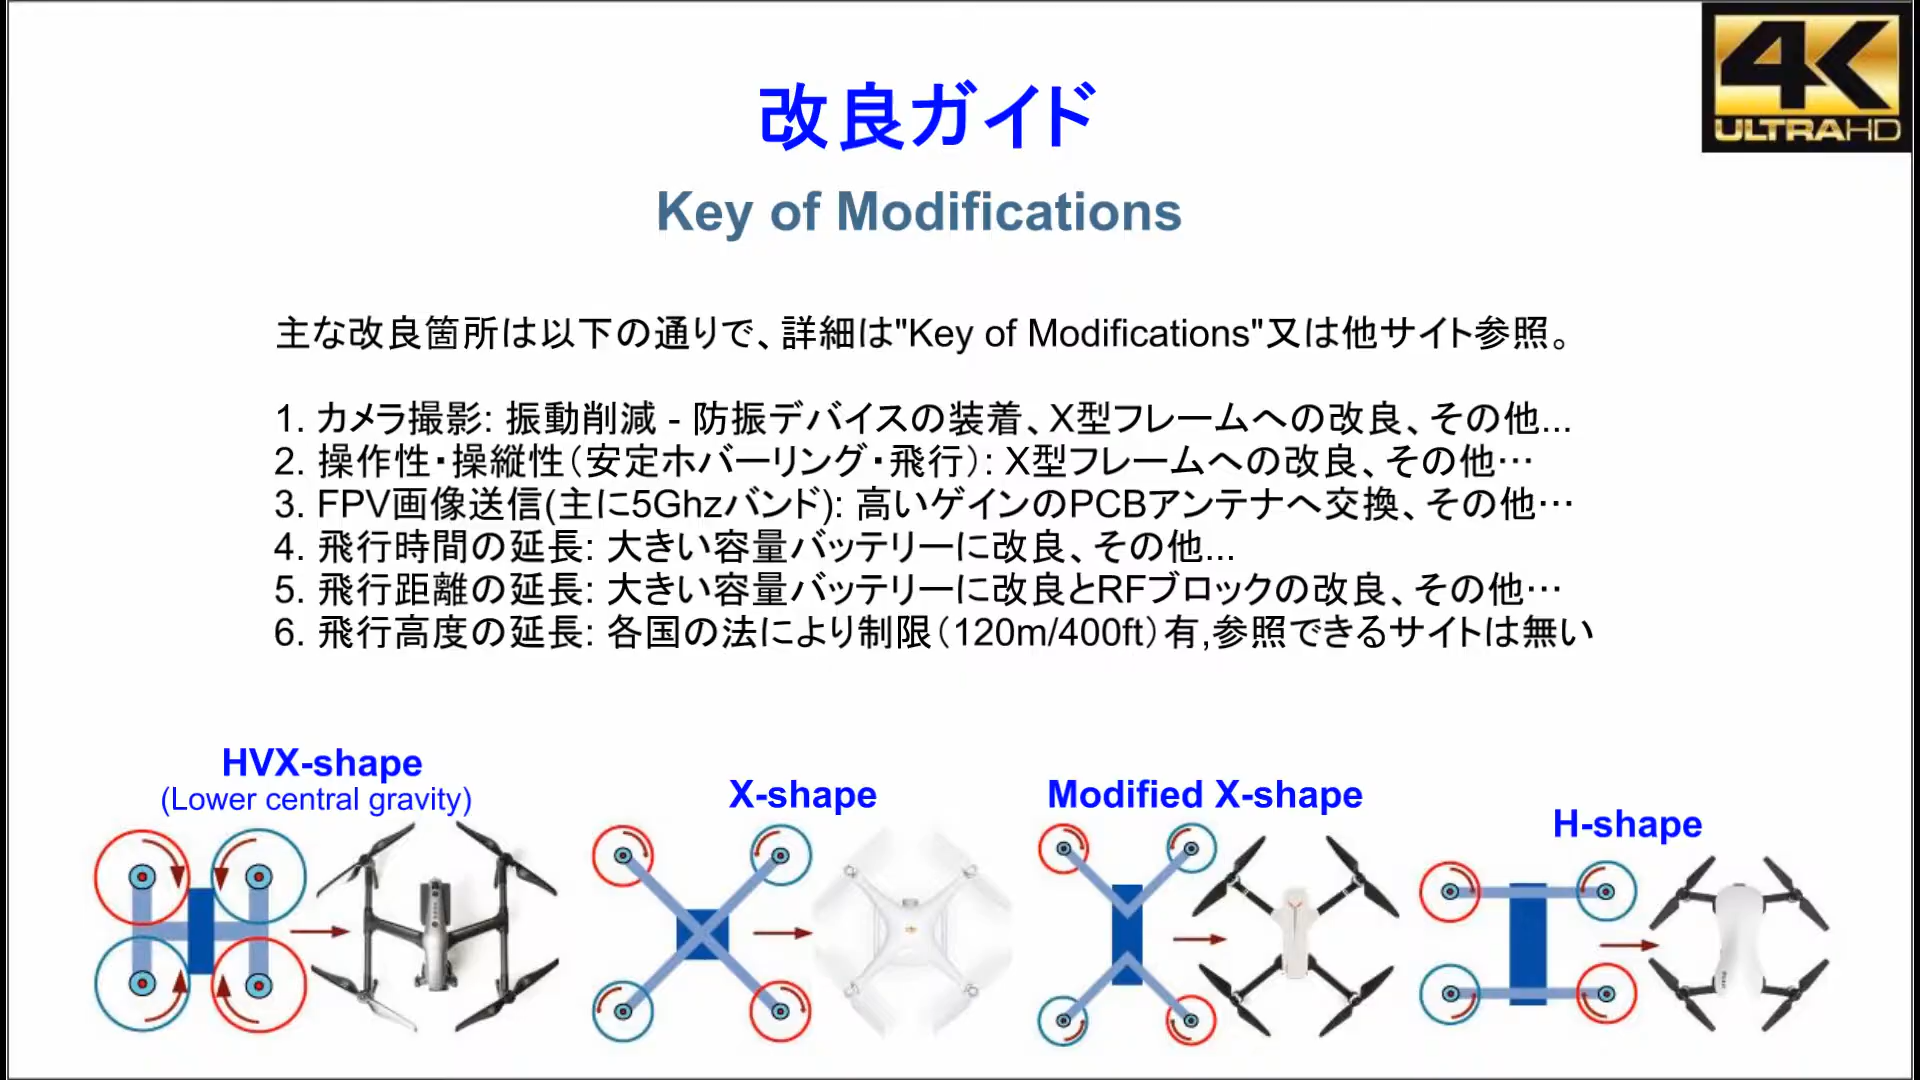 4K
ULTRAHD
改良ガイド
Key of Modifications
主な改良箇所は以下の通りで、詳細は"Key of Modifications"又は他サイト参照。
1. カメラ撮影: 振動削減 - 防振デバイスの装着、X型フレームへの改良、その他...
2. 操作性・操縦性（安定ホバーリング・飛行）: X型フレームへの改良、その他…
3. FPV画像送信(主に5Ghzバンド): 高いゲインのPCBアンテナへ交換、その他…
4. 飛行時間の延長: 大きい容量バッテリーに改良、その他...
5. 飛行距離の延長: 大きい容量バッテリーに改良とRFブロックの改良、その他…
6. 飛行高度の延長: 各国の法により制限（120m/400ft）有,参照できるサイトは無い
HVX-shape
(Lower central gravity)
X-shape
Modified X-shape
H-shape